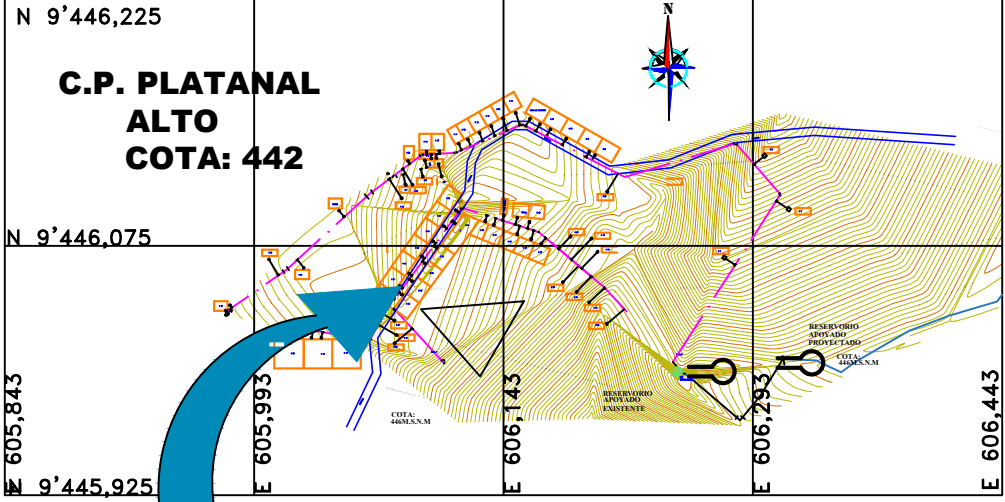 N 9'446,225
N
C.P. PLATANAL
ALTO
COTA: 442
N 9'446,075
RESERVORIO
APOYADO
PROYECTADO
COTA:
446M.S.N.M
RESERVORIO
APOYADO
EXISTENTE
COTA:
446M.S.N.M
E 605,843
E 605,993
E 606,143
E 606,293
E 606.443
N 9'445,925